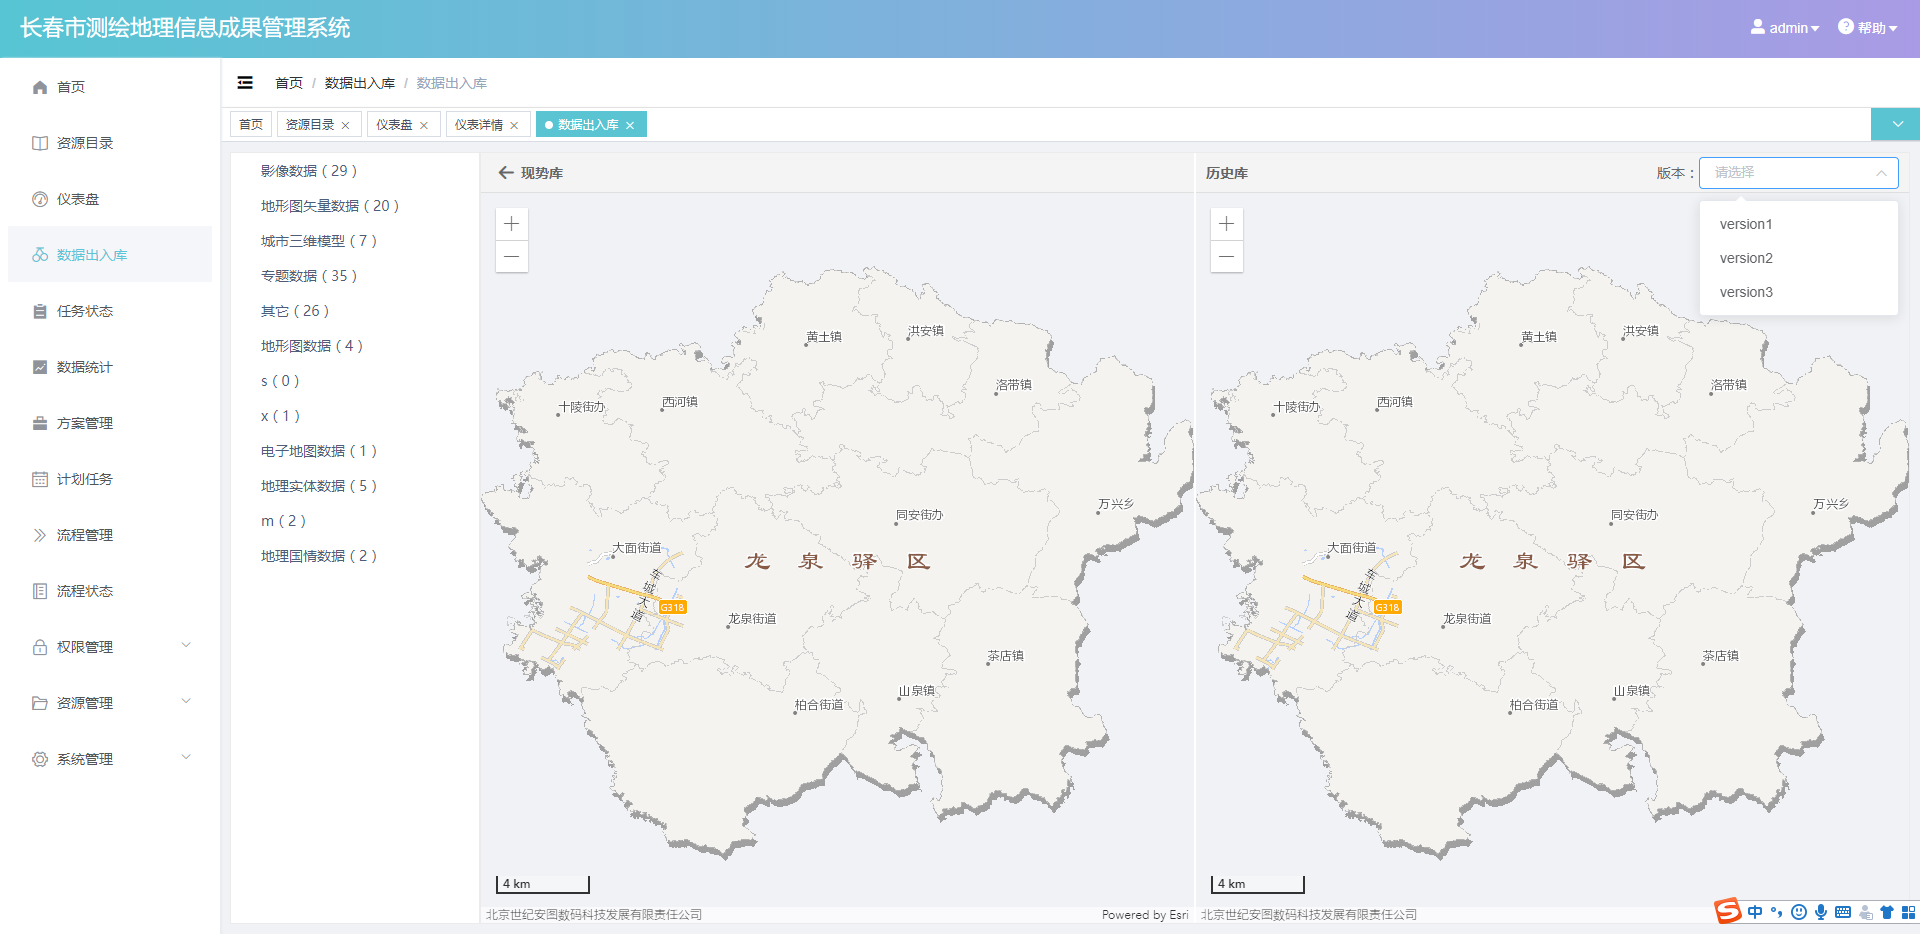 长春市测绘地理信息成果管理系统
admin
帮助
首页
资源目录
仪表盘
数据出入库
任务状态
数据统计
方案管理
计划任务
流程管理
流程状态
权限管理
资源管理
系统管理
首页 / 数据出入库 / 数据出入库
首页
资源目录
仪表盘
仪表详情
数据出入库
影像数据 ( 29 )
地形图矢量数据 ( 20 )
城市三维模型 ( 7 )
专题数据 ( 35 )
其它 ( 26 )
地形图数据 ( 4 )
s ( 0 )
x ( 1 )
电子地图数据 ( 1 )
地理实体数据 ( 5 )
m ( 2 )
地理国情数据 ( 2 )
现势库
黄土镇
洪安镇
洛带镇
十陵街办
西河镇
万兴乡
同安街办
大面街道
龙泉驿区
车城大道
G318
龙泉街道
茶店镇
山泉镇
柏合街道
4 km
北京世纪安图数码科技发展有限责任公司
Powered by Esri
历史库
版本：
请选择
version1
version2
version3
黄土镇
洪安镇
洛带镇
十陵街办
西河镇
万兴乡
同安街办
大面街道
龙泉驿区
车城大道
G318
龙泉街道
茶店镇
山泉镇
柏合街道
4 km
北京世纪安图数码科技发展有限责任公司
中